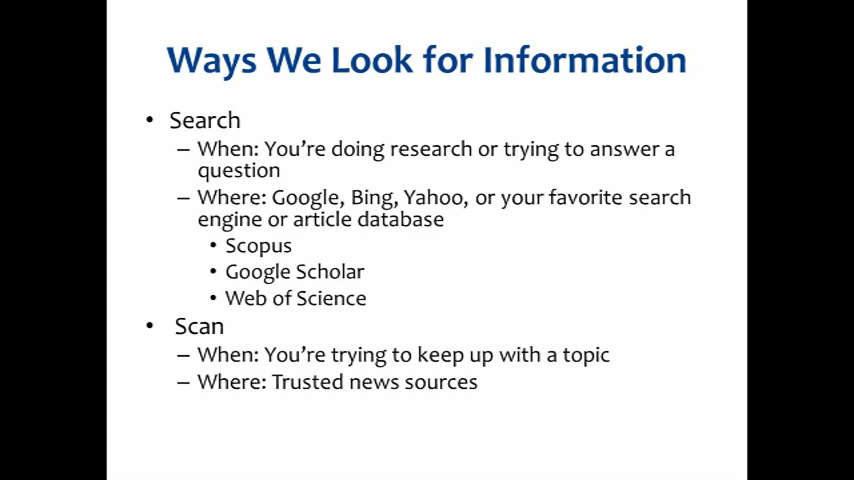 Ways We Look for Information
• Search
– When: You're doing research or trying to answer a
question
– Where: Google, Bing, Yahoo, or your favorite search
engine or article database
• Scopus
• Google Scholar
• Web of Science
• Scan
– When: You're trying to keep up with a topic
– Where: Trusted news sources